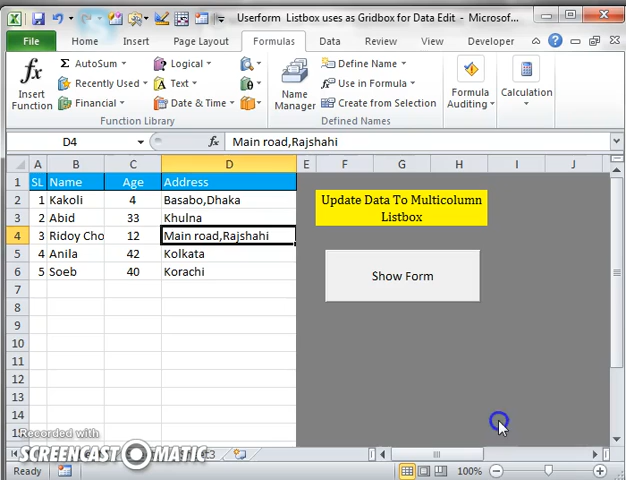 Userform Listbox uses as Gridbox for Data Edit - Microsof...
File Home Insert Page Layout Formulas Data Review View Developer
fx Insert Function
Σ AutoSum
Recently Used
Financial
Logical
Text
Date & Time
Function Library
Name Manager
Define Name
Use in Formula
Create from Selection
Defined Names
Formula Auditing
Calculation
D4 fx Main road,Rajshahi
A B C D E F G H I J
1 SL Name Age Address
2 1 Kakoli 4 Basabo,Dhaka
3 2 Abid 33 Khulna
4 3 Ridoy Cho 12 Main road,Rajshahi
5 4 Anila 42 Kolkata
6 5 Soeb 40 Korachi
7
8
9
10
11
12
13
14
Update Data To Multicolumn
Listbox
Show Form
Recorded with
SCREENCAST MATIC
Ready 100%